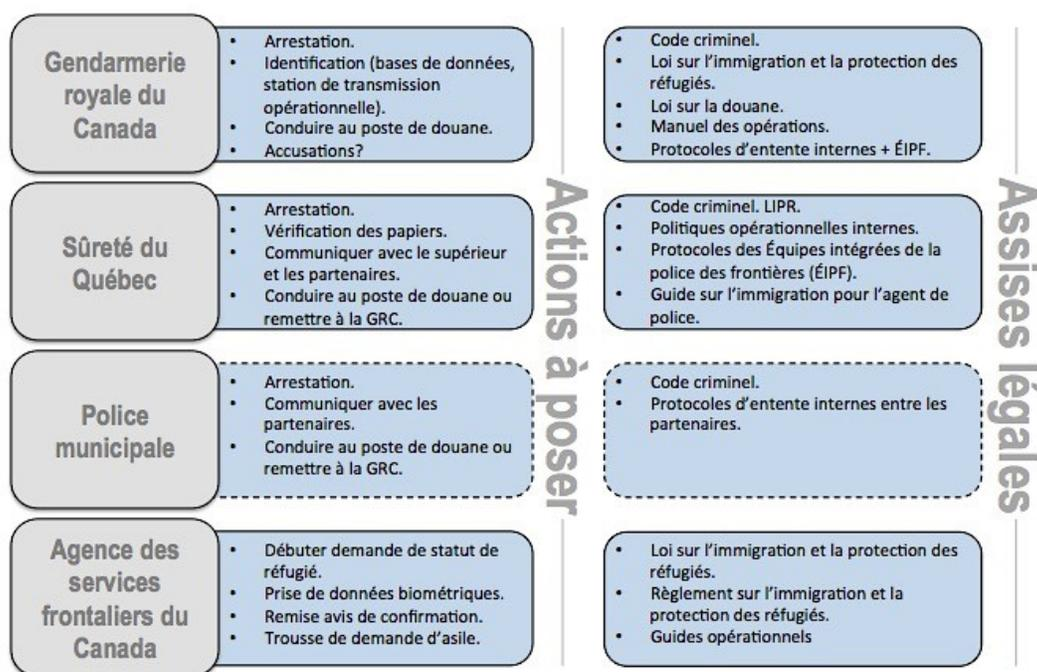 Gendarmerie
royale du
Canada
• Arrestation.
• Identification (bases de données,
station de transmission
opérationnelle).
• Conduire au poste de douane.
• Accusations?
• Code criminel.
• Loi sur l'immigration et la protection des
réfugiés.
• Loi sur la douane.
• Manuel des opérations.
• Protocoles d'entente internes + ÉIPF.
Sûreté du
Québec
• Arrestation.
• Vérification des papiers.
• Communiquer avec le supérieur
et les partenaires.
• Conduire au poste de douane ou
remettre à la GRC.
• Code criminel. LIPR.
• Politiques opérationnelles internes.
• Protocoles des Équipes intégrées de la
police des frontières (ÉIPF).
• Guide sur l'immigration pour l'agent de
police.
Police
municipale
• Arrestation.
• Communiquer avec les
partenaires.
• Conduire au poste de douane ou
remettre à la GRC.
• Code criminel.
• Protocoles d'entente internes entre les
partenaires.
Agence des
services
frontaliers du
Canada
• Débuter demande de statut de
réfugié.
• Prise de données biométriques.
• Remise avis de confirmation.
• Trousse de demande d'asile.
• Loi sur l'immigration et la protection des
réfugiés.
• Règlement sur l'immigration et la
protection des réfugiés.
• Guides opérationnels
Actions à poser
Assises légales